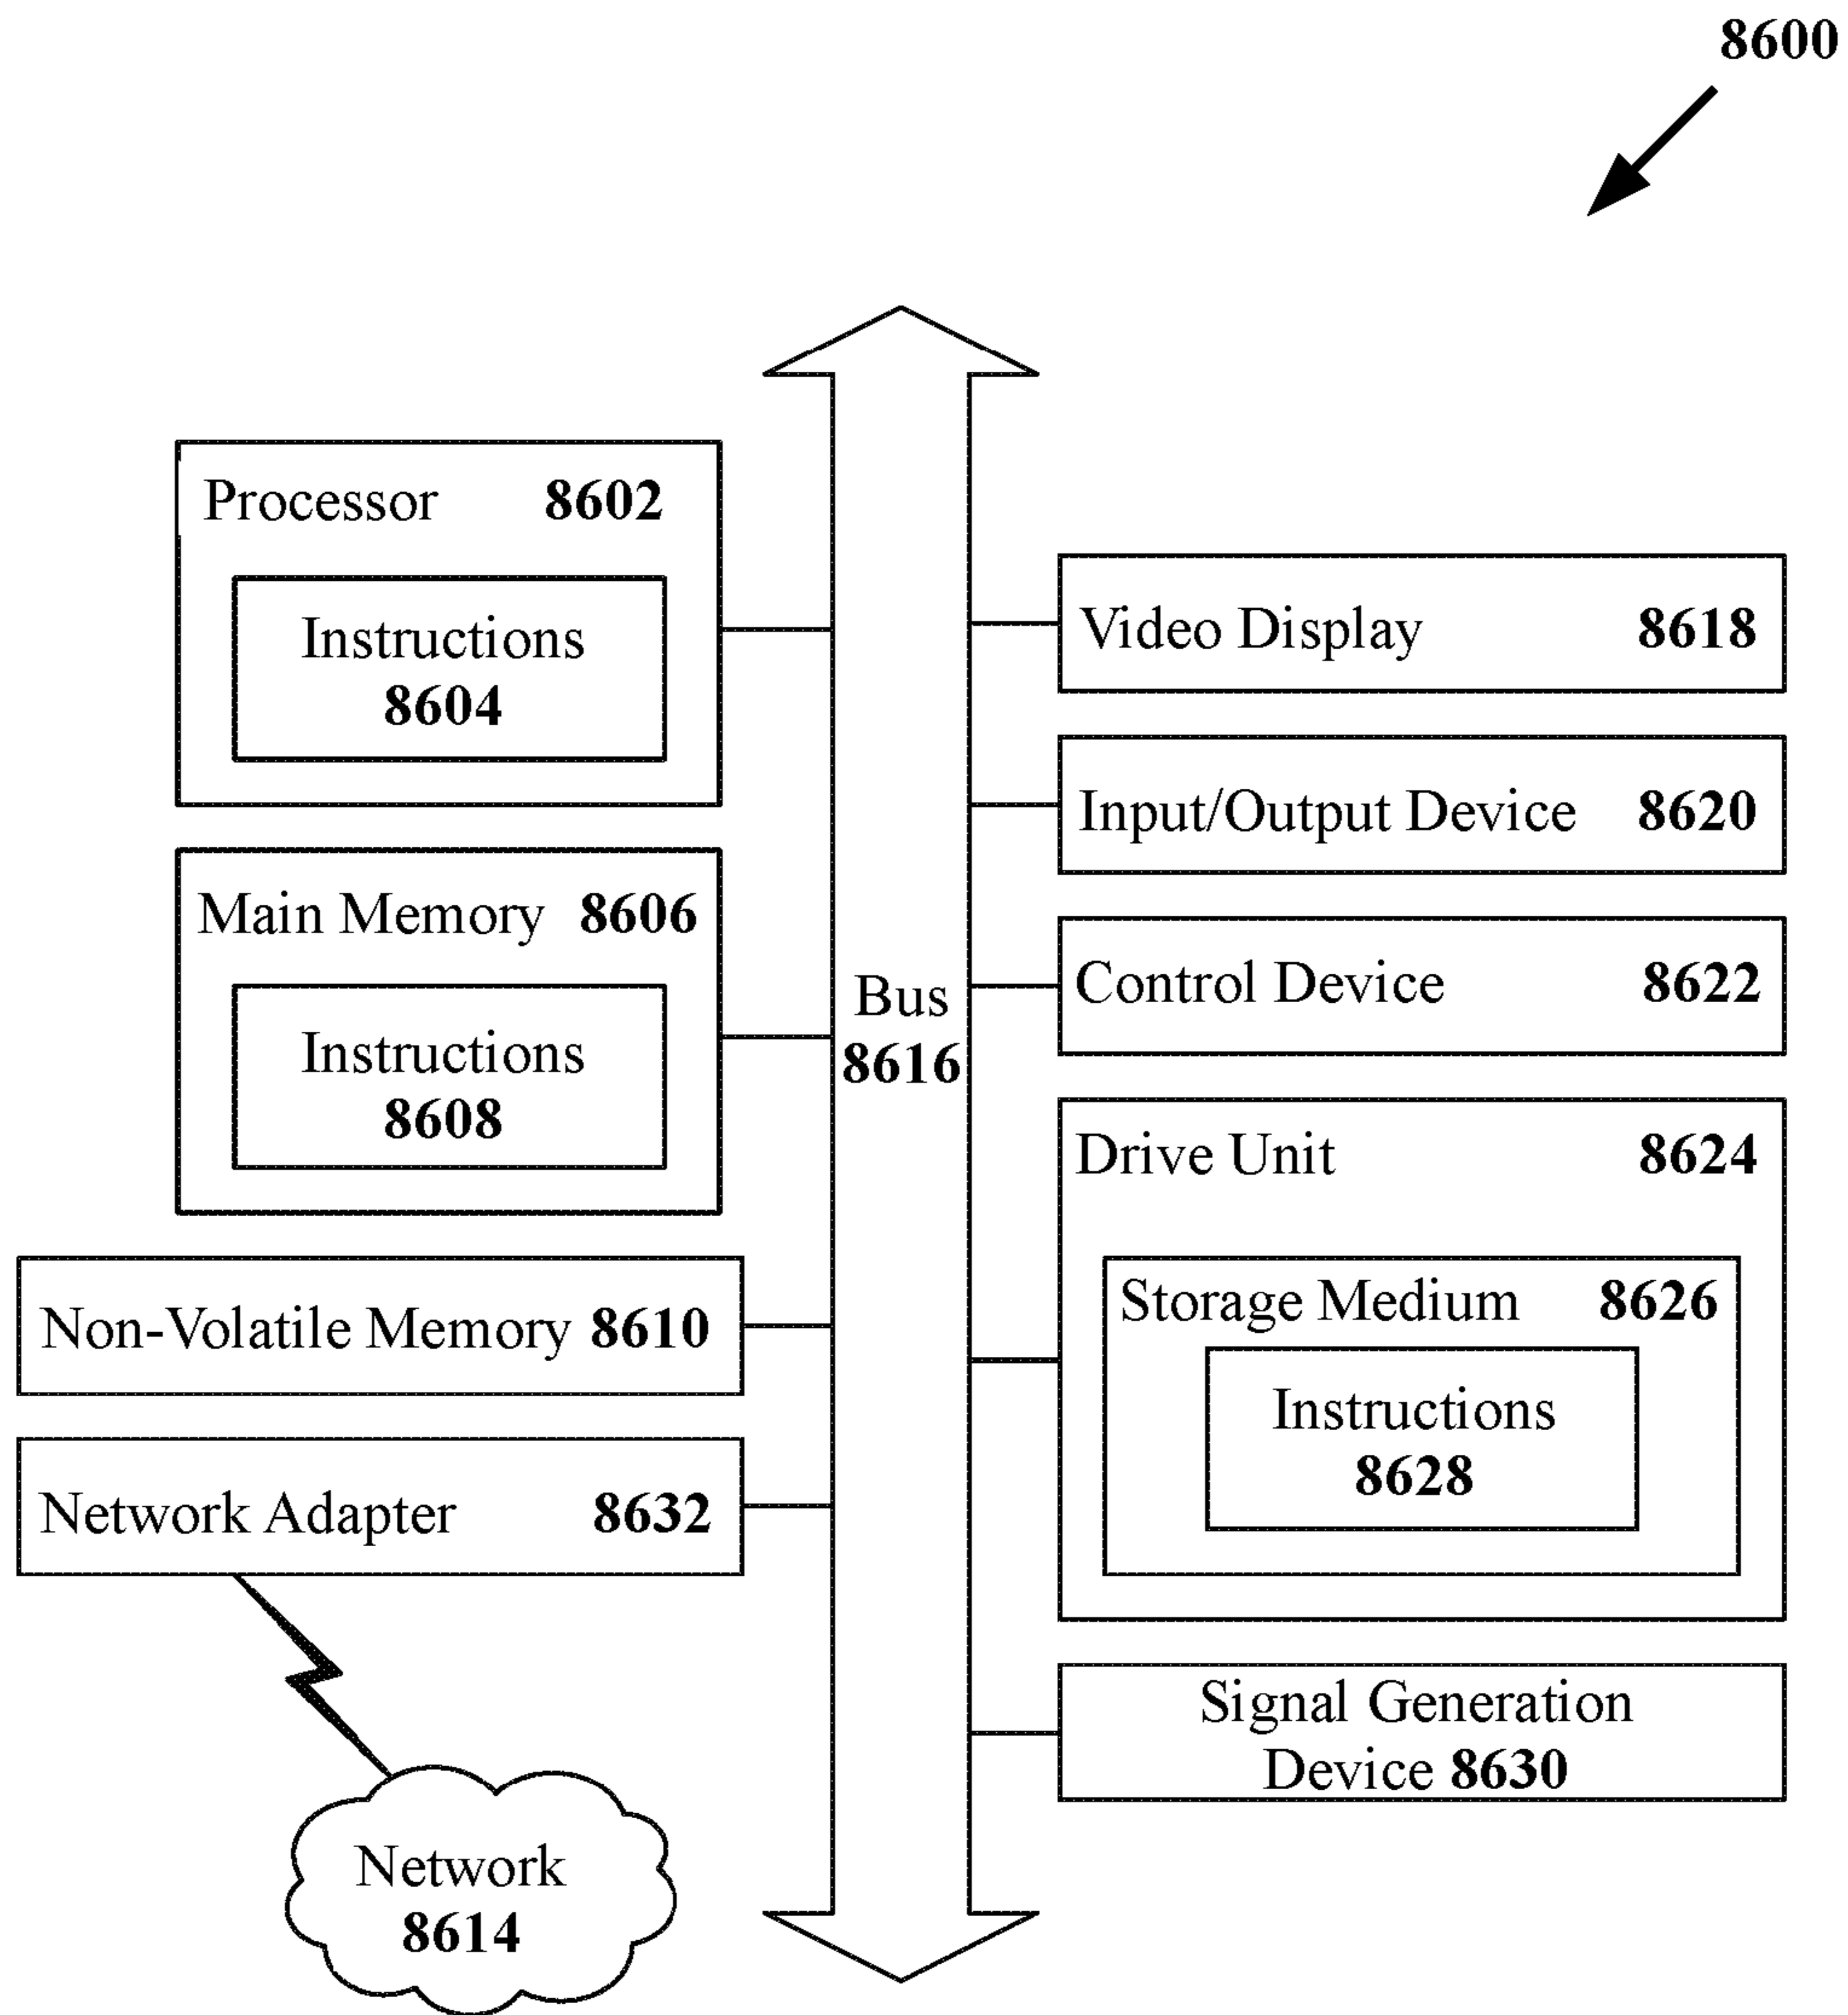 8600
Processor 8602
Instructions
8604
Main Memory 8606
Instructions
8608
Non-Volatile Memory 8610
Network Adapter 8632
Network
8614
Bus
8616
Video Display 8618
Input/Output Device 8620
Control Device 8622
Drive Unit 8624
Storage Medium 8626
Instructions
8628
Signal Generation
Device 8630